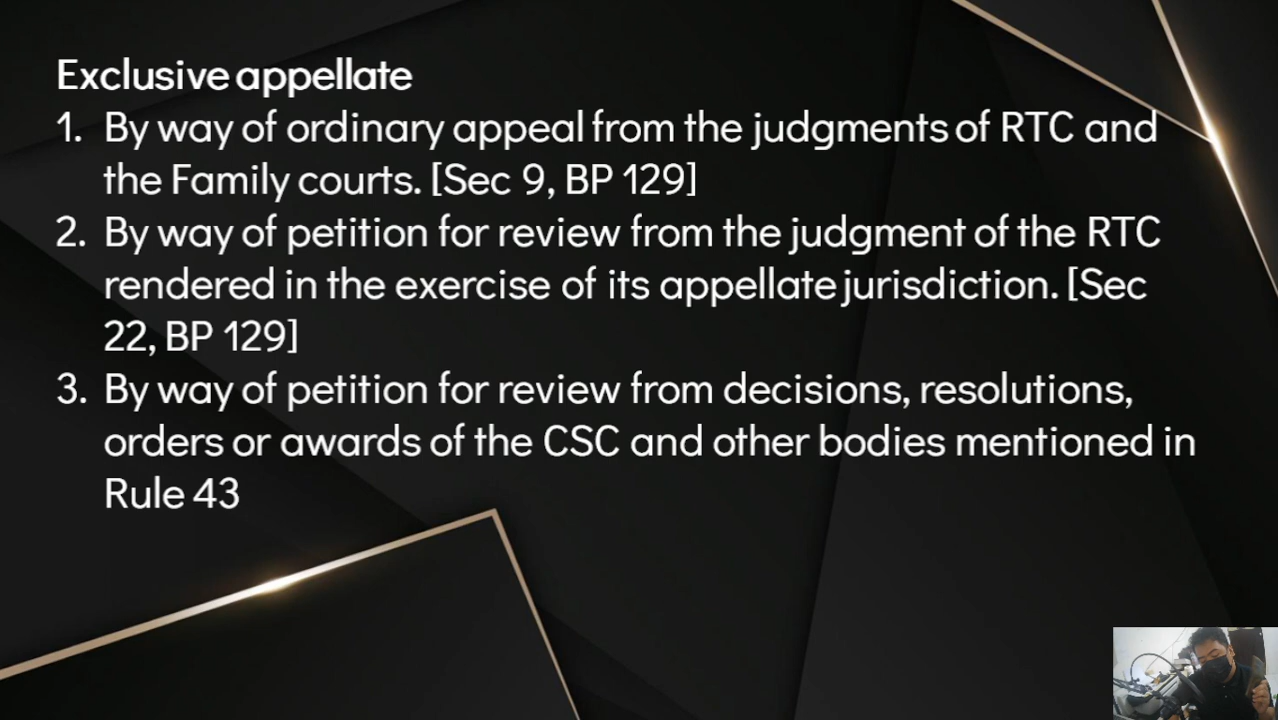 Exclusive appellate
1. By way of ordinary appeal from the judgments of RTC and
the Family courts. [Sec 9, BP 129]
2. By way of petition for review from the judgment of the RTC
rendered in the exercise of its appellate jurisdiction. [Sec
22, BP 129]
3. By way of petition for review from decisions, resolutions,
orders or awards of the CSC and other bodies mentioned in
Rule 43